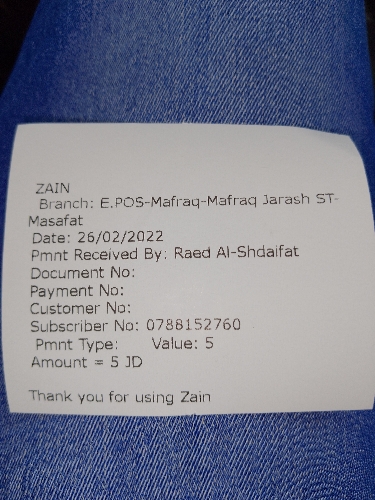 ZAIN
Branch: E.POS-Mafraq-Mafraq Jarash ST-
Masafat
Date: 26/02/2022
Pmnt Received By: Raed Al-Shdaifat
Document No:
Payment No:
Customer No:
Subscriber No: 0788152760
Pmnt Type: Value: 5
Amount = 5 JD
Thank you for using Zain